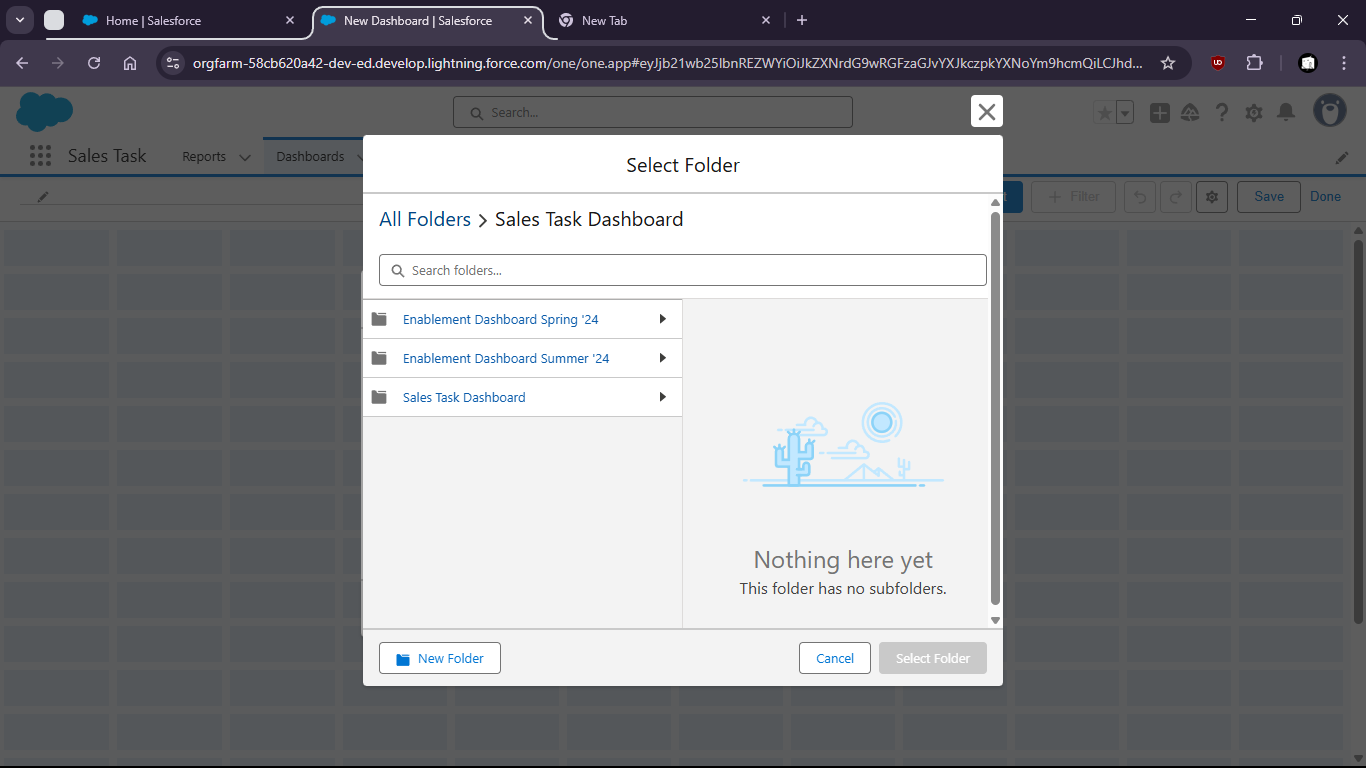 Home | Salesforce
New Dashboard | Salesforce
New Tab
orgfarm-58cb620a42-dev-ed.develop.lightning.force.com/one/one.app#eyJjb21wb25lbnREZWYiOiJkZXNrdG9wRGFzaGJvYXJkczpkYXNoYm9hcmQiLCJhd...
Search...
Sales Task
Reports
Dashboards
Filter
Save
Done
Select Folder
All Folders > Sales Task Dashboard
Search folders...
Enablement Dashboard Spring '24
Enablement Dashboard Summer '24
Sales Task Dashboard
Nothing here yet
This folder has no subfolders.
New Folder
Cancel
Select Folder